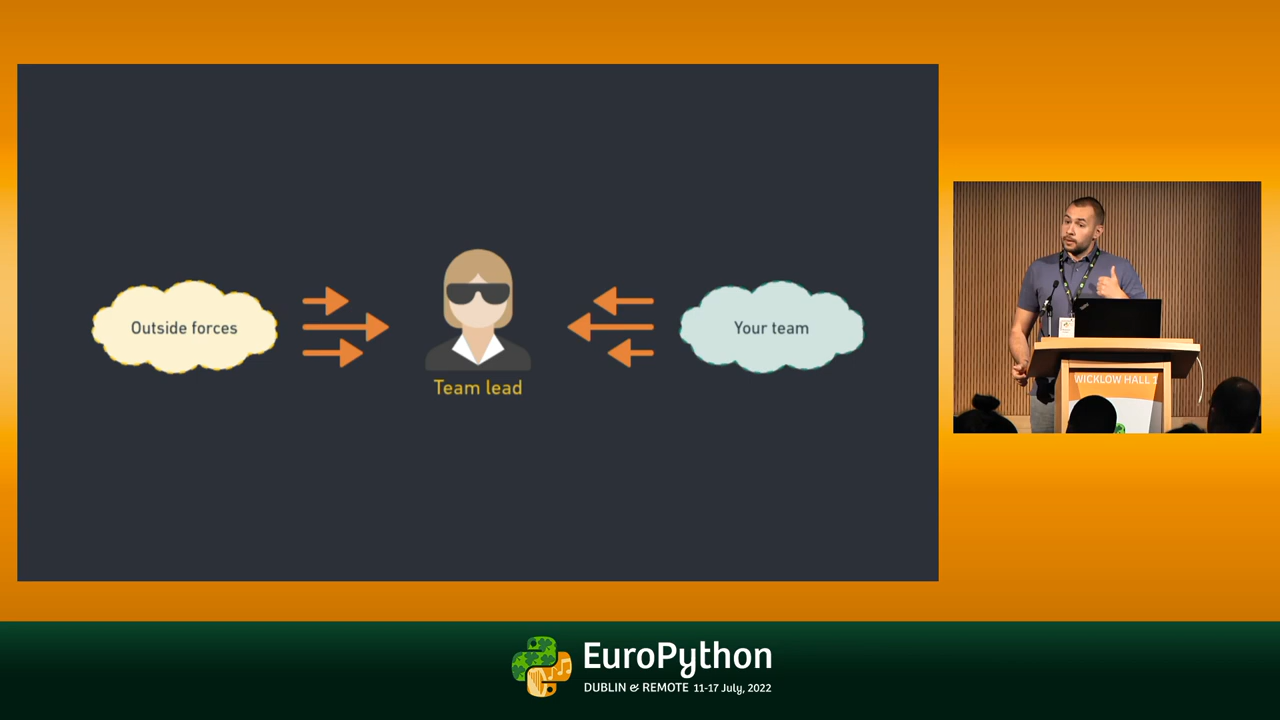 Outside forces
Team lead
Your team
WICKLOW HALL 1
EuroPython
DUBLIN & REMOTE 11-17 July, 2022